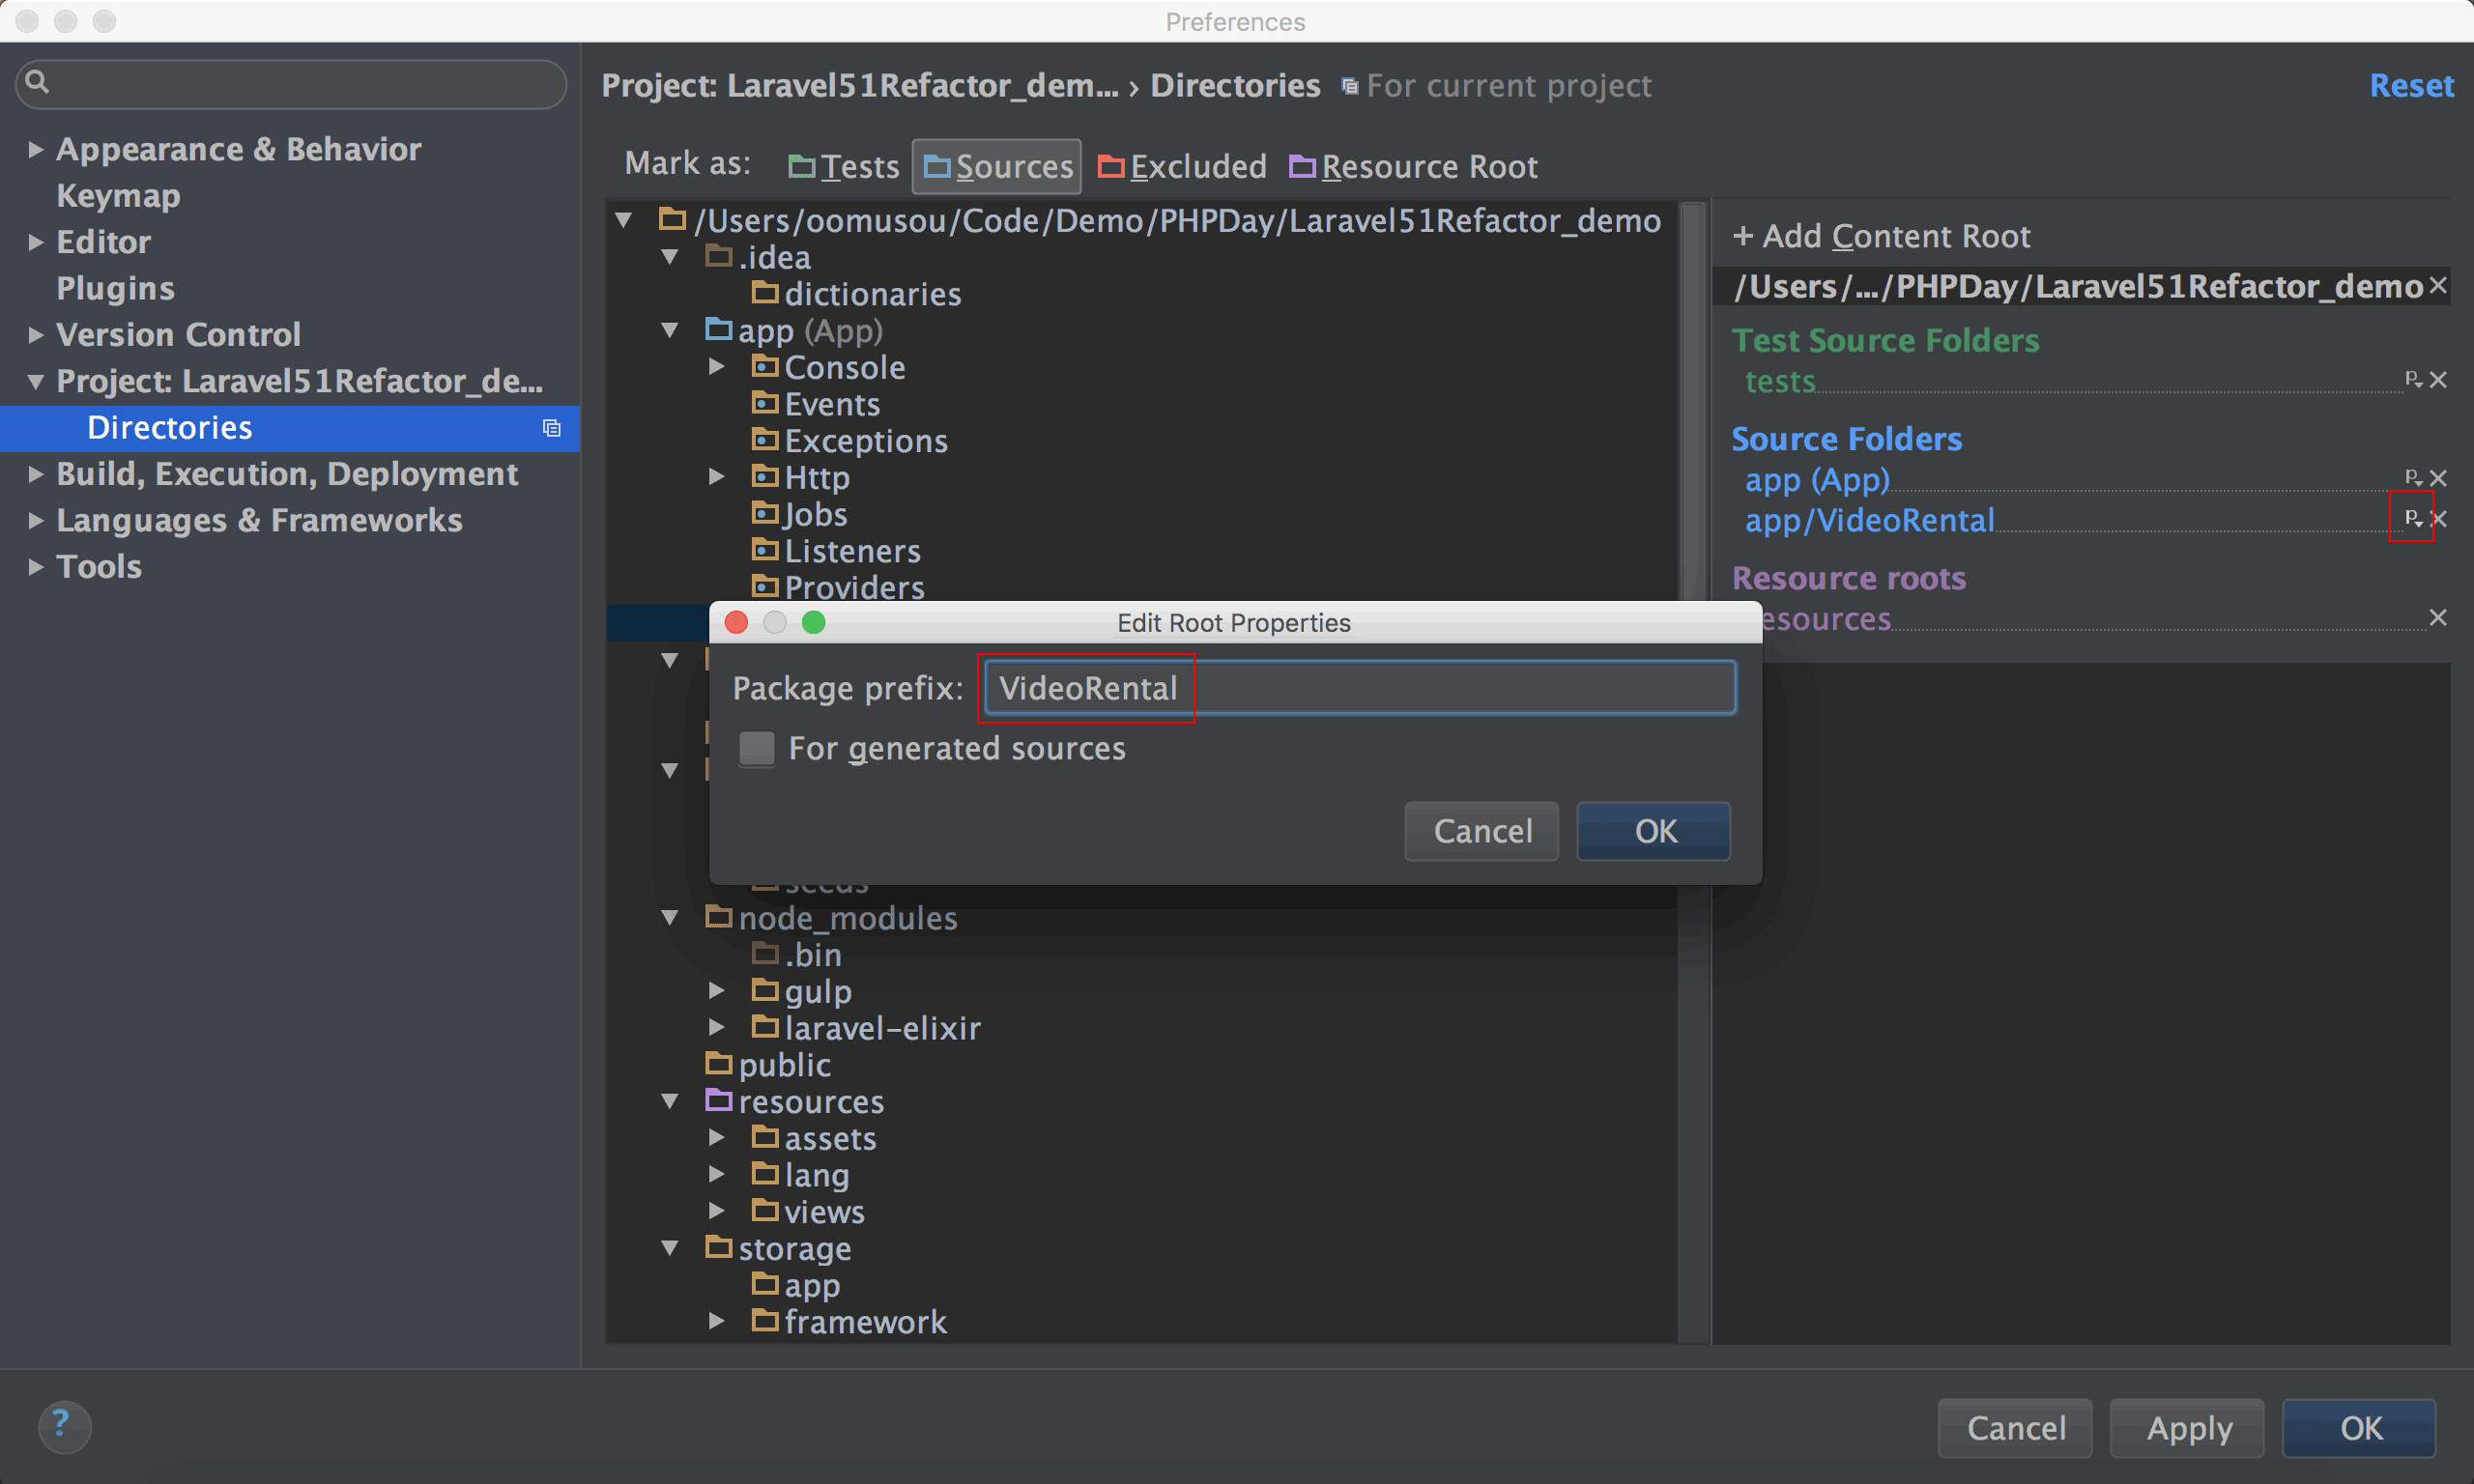 Preferences
Appearance & Behavior
Keymap
Editor
Plugins
Version Control
Project: Laravel51Refactor_de...
Directories
Build, Execution, Deployment
Languages & Frameworks
Tools
Project: Laravel51Refactor_dem... › Directories For current project
Reset
Mark as: Tests Sources Excluded Resource Root
/Users/oomusou/Code/Demo/PHPDay/Laravel51Refactor_demo
.idea
dictionaries
app (App)
Console
Events
Exceptions
Http
Jobs
Listeners
Providers
seeds
node_modules
.bin
gulp
laravel-elixir
public
resources
assets
lang
views
storage
app
framework
+ Add Content Root
/Users/.../PHPDay/Laravel51Refactor_demo
Test Source Folders
tests
Source Folders
app (App)
app/VideoRental
Resource roots
esources
Edit Root Properties
Package prefix: VideoRental
For generated sources
Cancel OK
?
Cancel Apply OK